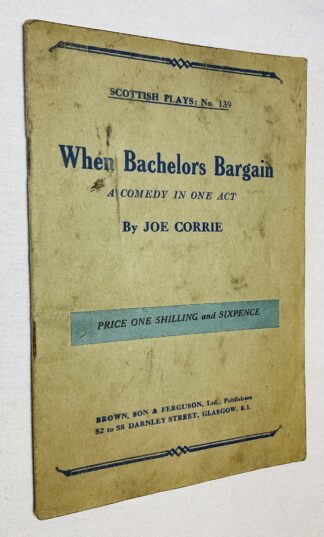 SCOTTISH PLAYS: No. 139
When Bachelors Bargain
A COMEDY IN ONE ACT
By JOE CORRIE
PRICE ONE SHILLING and SIXPENCE
BROWN, SON & FERGUSON, Ltd., Publishers
52 to 58 DARNLEY STREET, GLASGOW, S.1.